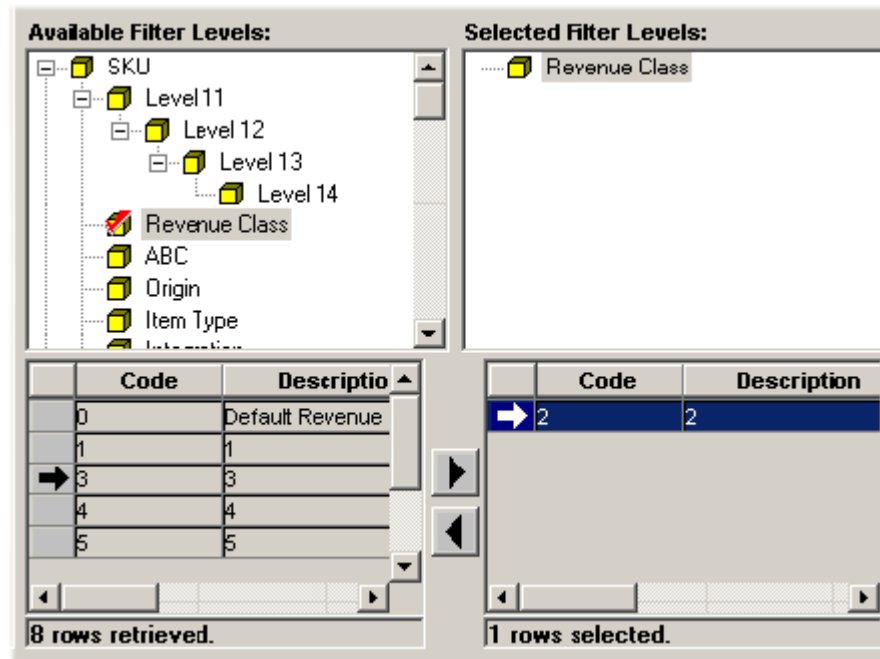 Available Filter Levels:
SKU
Level 11
Level 12
Level 13
Level 14
Revenue Class
ABC
Origin
Item Type
Selected Filter Levels:
Revenue Class
Code Descriptio
0 Default Revenue
1 1
3 3
4 4
5 5
8 rows retrieved.
Code Description
2 2
1 rows selected.